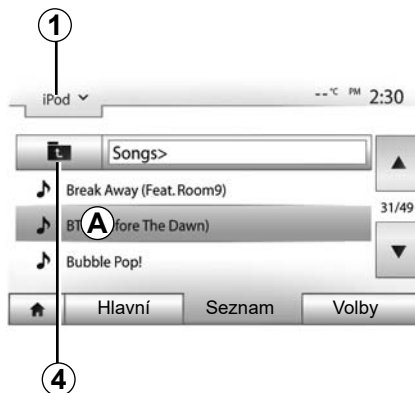 1
iPod --°C PM 2:30
Songs>
Break Away (Feat. Room9)
31/49
A
fore The Dawn)
Bubble Pop!
Hlavní Seznam Volby
4